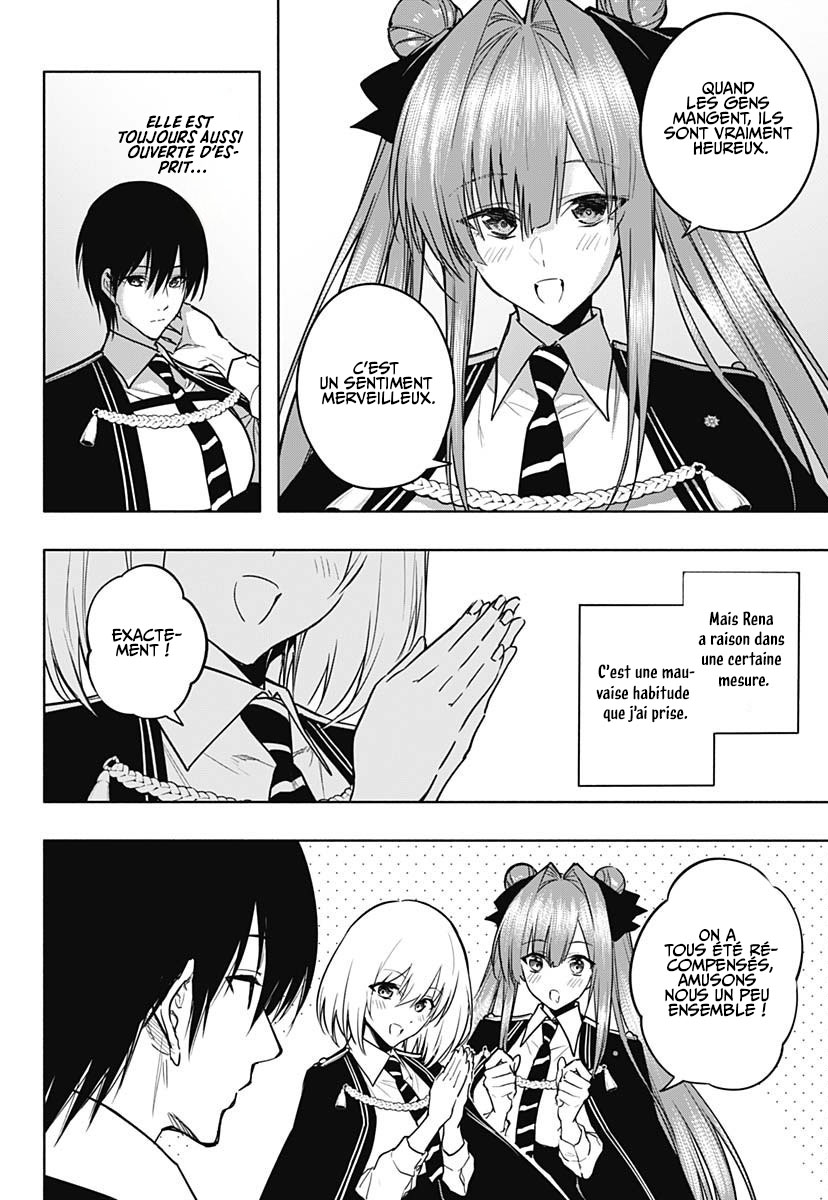 QUAND
LES GENS
MANGENT, ILS
SONT VRAIMENT
HEUREUX.
C'EST
UN SENTIMENT
MERVEILLEUX.
ELLE EST
TOUJOURS AUSSI
OUVERTE D'ES-
PRIT...
Mais Rena
a raison dans
une certaine
mesure.
C'est une mau-
vaise habitude
que j'ai prise.
EXACTE-
MENT !
ON A
TOUS ÉTÉ RÉ-
COMPENSÉS,
AMUSONS
NOUS UN PEU
ENSEMBLE !